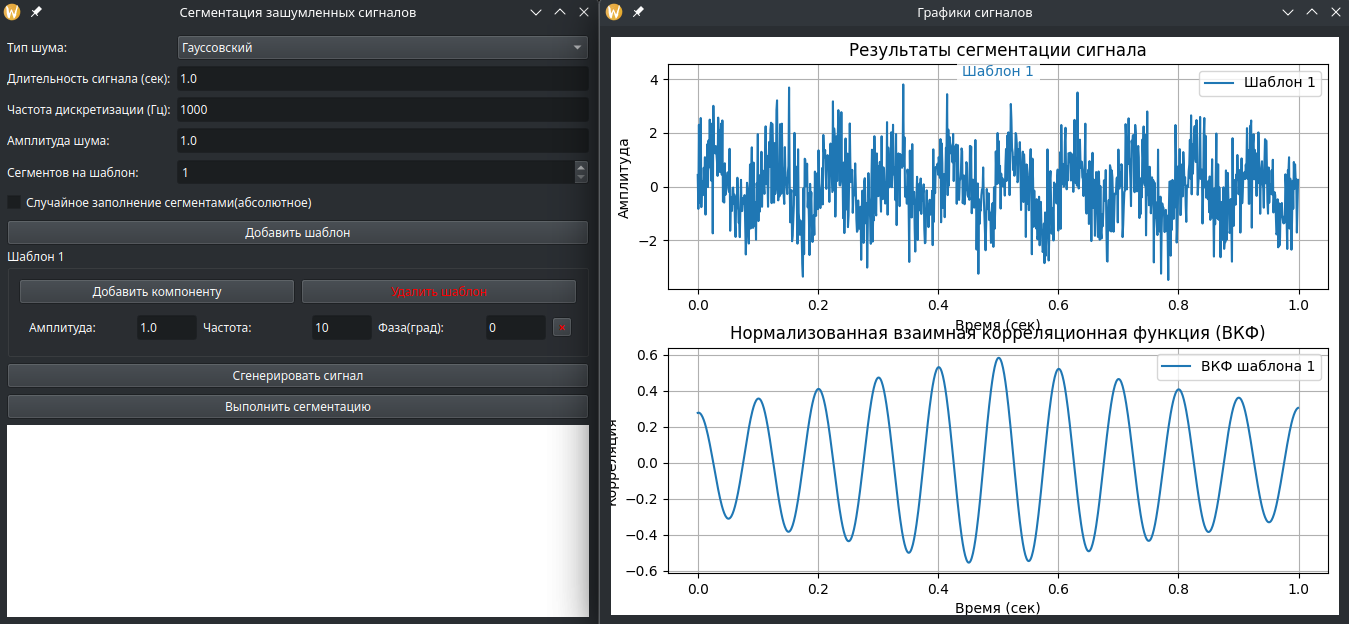 Сегментация зашумленных сигналов
Тип шума: Гауссовский
Длительность сигнала (сек): 1.0
Частота дискретизации (Гц): 1000
Амплитуда шума: 1.0
Сегментов на шаблон: 1
Случайное заполнение сегментами(абсолютное)
Добавить шаблон
Шаблон 1
Добавить компоненту Удалить шаблон
Амплитуда: 1.0 Частота: 10 Фаза(град): 0
Сгенерировать сигнал
Выполнить сегментацию
Графики сигналов
Результаты сегментации сигнала
Шаблон 1
Шаблон 1
4
2
0
−2
Амплитуда
0.0 0.2 0.4 0.6 0.8 1.0
Время (сек)
Нормализованная взаимная корреляционная функция (ВКФ)
ВКФ шаблона 1
0.6
0.4
0.2
0.0
−0.2
−0.4
−0.6
Корреляция
0.0 0.2 0.4 0.6 0.8 1.0
Время (сек)